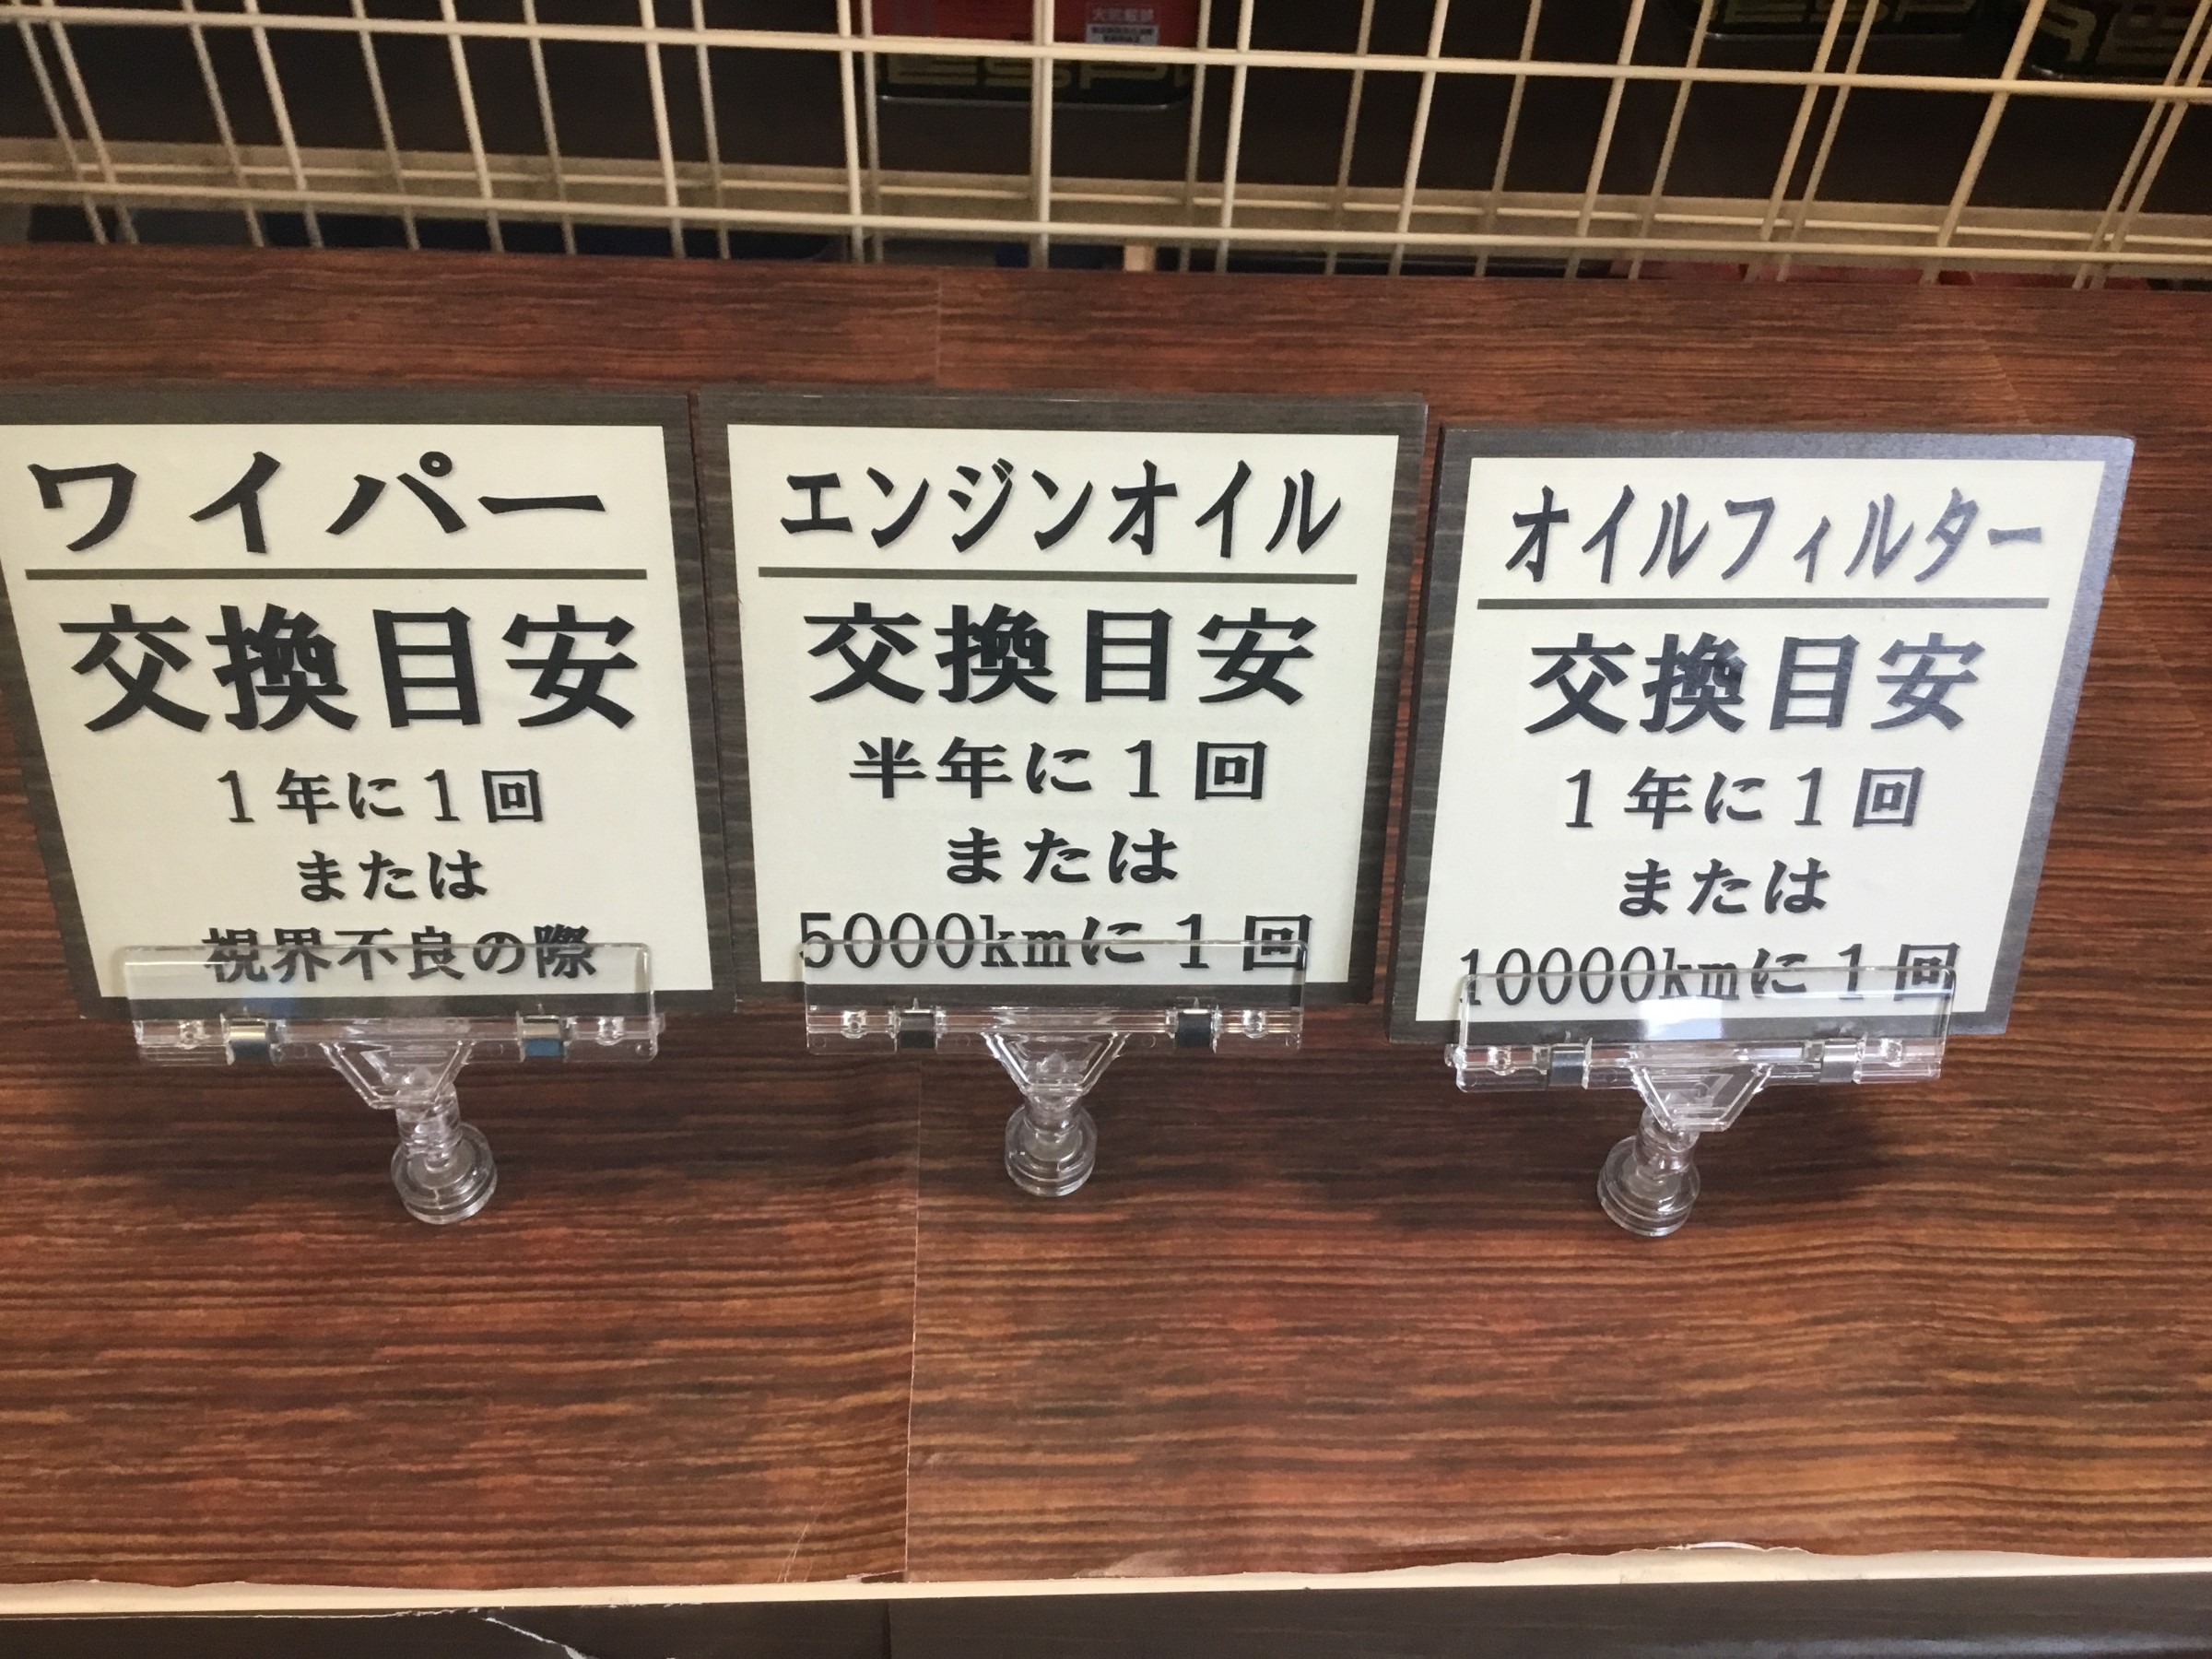 ワイパー
交換目安
1年に1回
または
視界不良の際
エンジンオイル
交換目安
半年に1回
または
5000kmに1回
オイルフィルター
交換目安
1年に1回
または
10000kmに1回